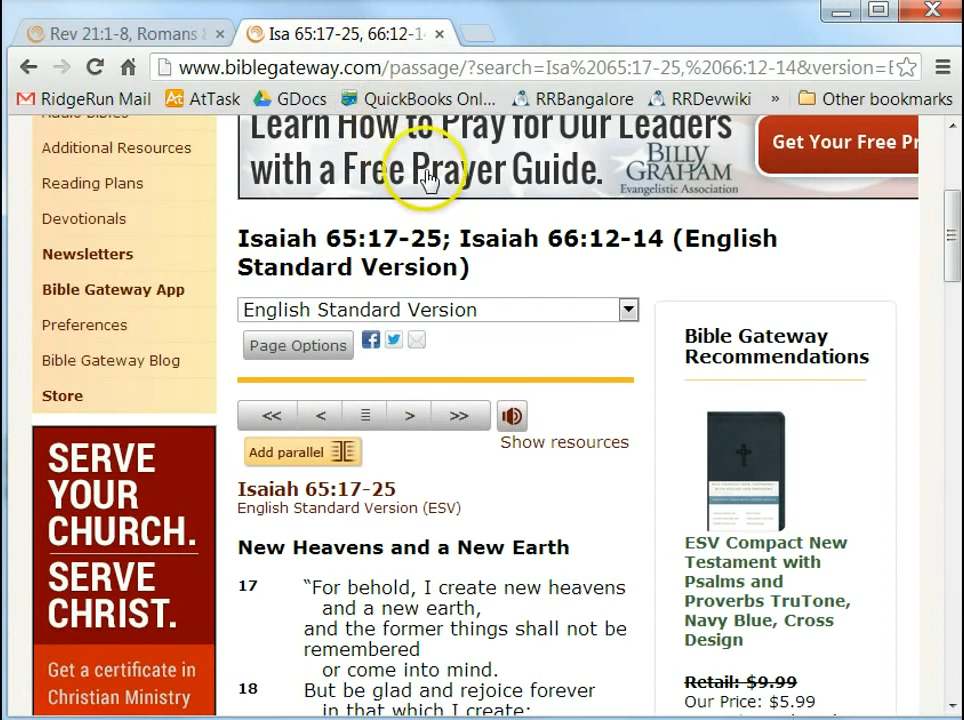 Rev 21:1-8, Romans 8
Isa 65:17-25, 66:12-1
www.biblegateway.com/passage/?search=Isa%2065:17-25,%2066:12-14&version=E
RidgeRun Mail
AtTask
GDocs
QuickBooks Onl...
RRBangalore
RRDevwiki
»
Other bookmarks
Audio Bibles
Additional Resources
Reading Plans
Devotionals
Newsletters
Bible Gateway App
Preferences
Bible Gateway Blog
Store
SERVE
YOUR
CHURCH.
SERVE
CHRIST.
Get a certificate in
Christian Ministry
Learn How to Pray for Our Leaders
with a Free Prayer Guide.
BILLY
GRAHAM
Evangelistic Association
Get Your Free Pr
Isaiah 65:17-25; Isaiah 66:12-14 (English
Standard Version)
English Standard Version
Page Options
<< < > >>
Show resources
Add parallel
Isaiah 65:17-25
English Standard Version (ESV)
New Heavens and a New Earth
17 “For behold, I create new heavens
and a new earth,
and the former things shall not be
remembered
or come into mind.
18 But be glad and rejoice forever
in that which I create;
Bible Gateway
Recommendations
ESV Compact New
Testament with
Psalms and
Proverbs TruTone,
Navy Blue, Cross
Design
Retail: $9.99
Our Price: $5.99